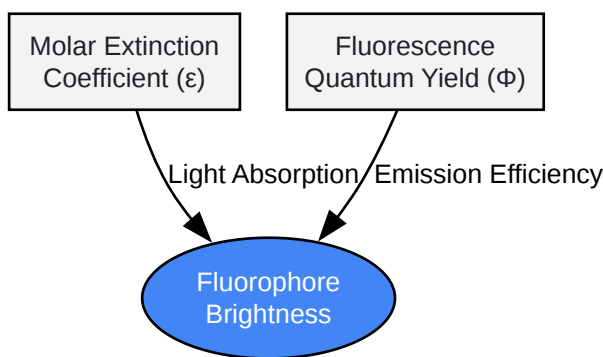 Molar Extinction
Coefficient (ε)
Fluorescence
Quantum Yield (Φ)
Light Absorption
Emission Efficiency
Fluorophore
Brightness